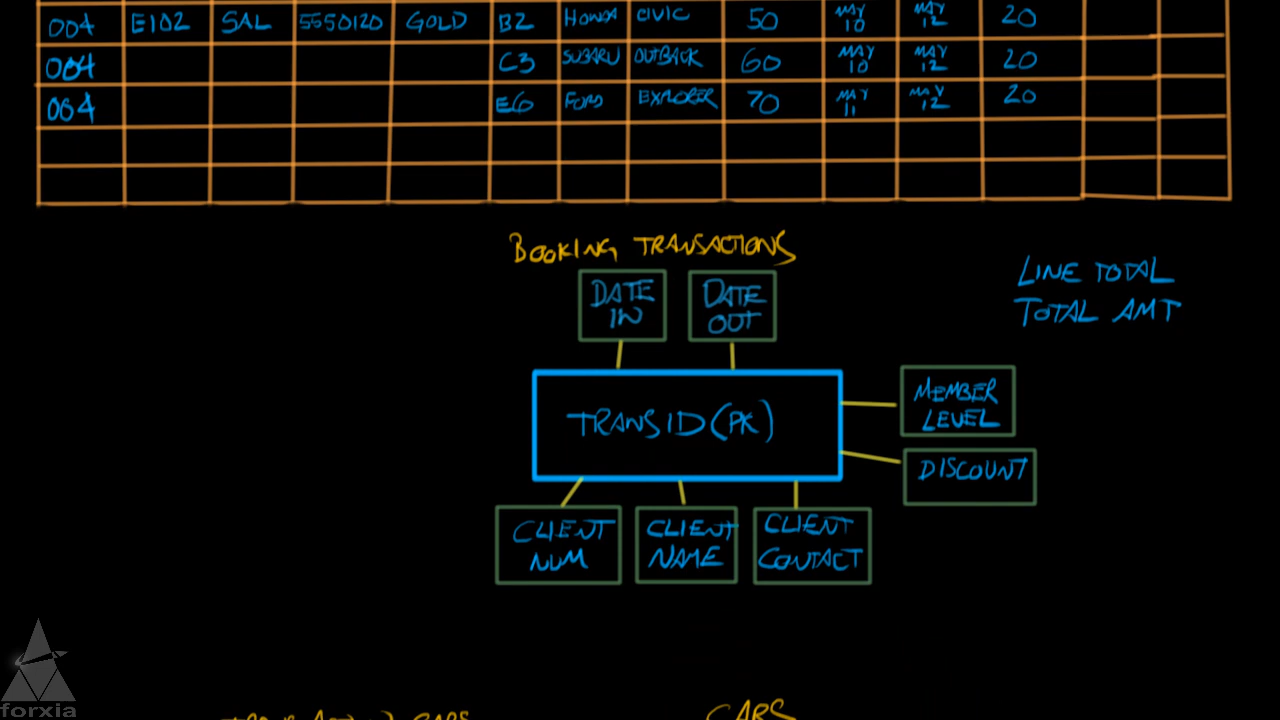 004 E102 SAL 5550120 GOLD B2 HONDA CIVIC 50 MAY 10 MAY 12 20
004 C3 SUBARU OUTBACK 60 MAY 10 MAY 12 20
004 E6 FORD EXPLORER 70 MAY 11 MAY 12 20
BOOKING TRANSACTIONS
LINE TOTAL
TOTAL AMT
DATE IN
DATE OUT
TRANSID(PK)
MEMBER LEVEL
DISCOUNT
CLIENT NUM
CLIENT NAME
CLIENT CONTACT
forxia
CARS